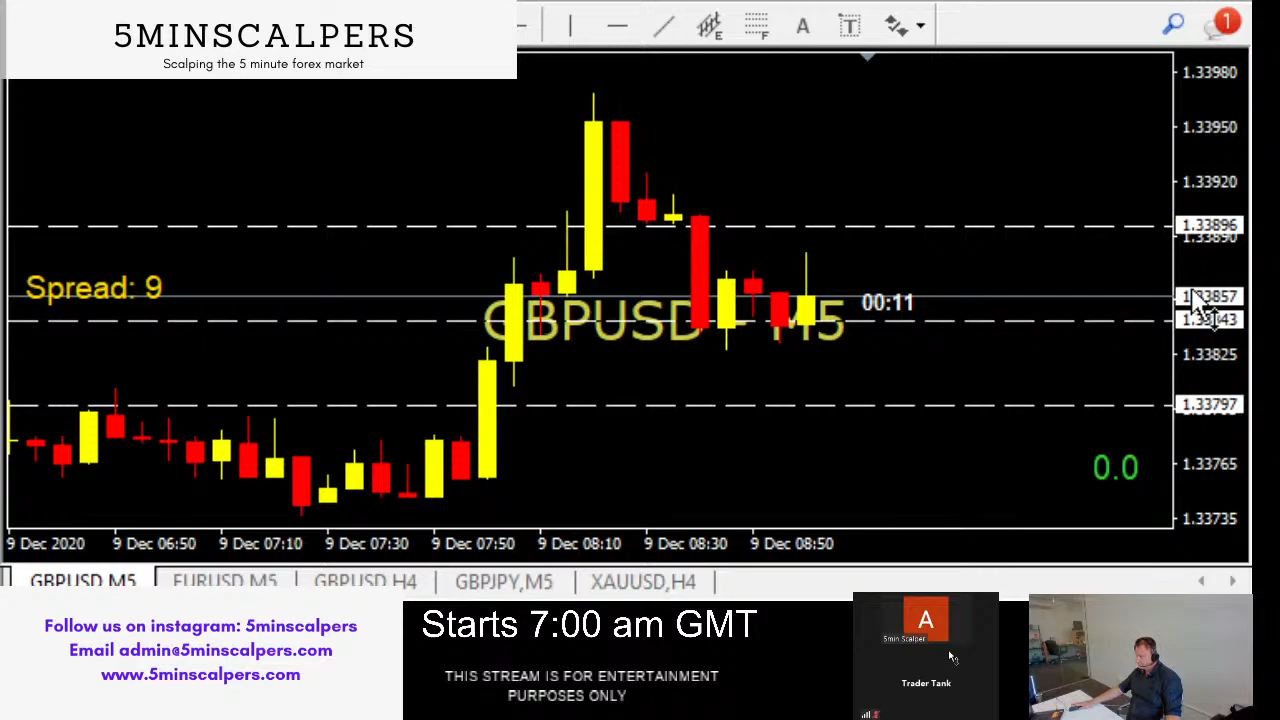 5MINSCALPERS
Scalping the 5 minute forex market
E
F
A
T
1
1.33980
1.33950
1.33920
1.33896
1.33890
Spread: 9
GBPUSD - M5
00:11
1.33825
1.33797
0.0
1.33765
1.33735
9 Dec 2020 9 Dec 06:50 9 Dec 07:10 9 Dec 07:30 9 Dec 07:50 9 Dec 08:10 9 Dec 08:30 9 Dec 08:50
GBPUSD M5 EURUSD M5 GBPUSD H4 GBPJPY,M5 XAUUSD,H4
Follow us on instagram: 5minscalpers
Email admin@5minscalpers.com
www.5minscalpers.com
Starts 7:00 am GMT
THIS STREAM IS FOR ENTERTAINMENT
PURPOSES ONLY
A
5min Scalper
Trader Tank